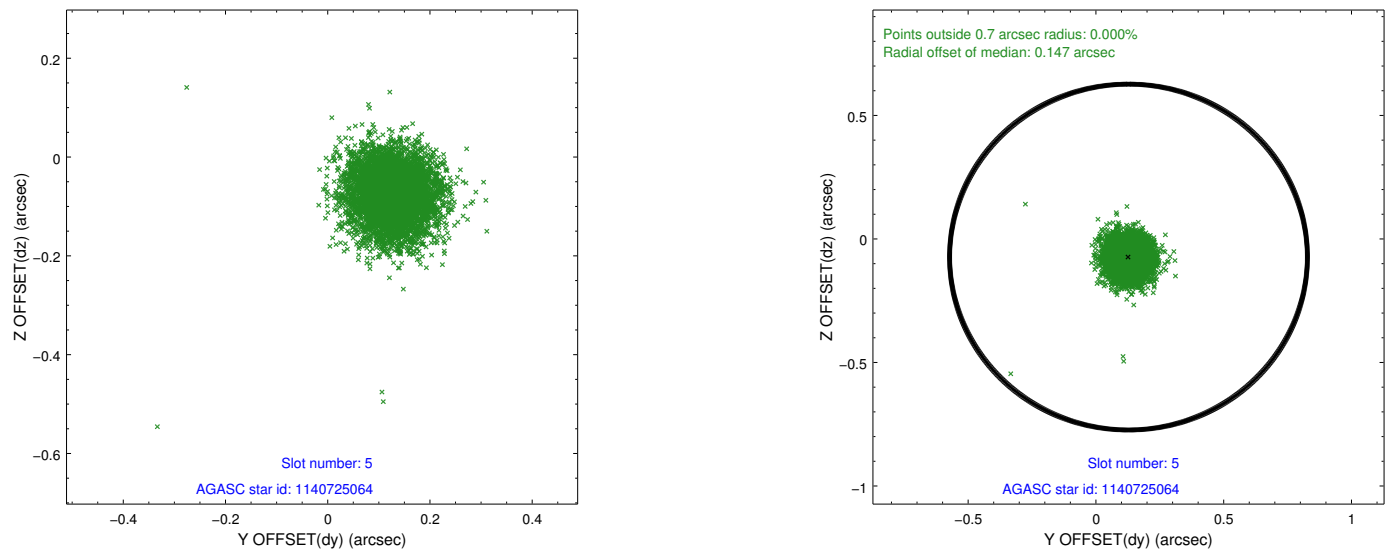 0.2
0
−0.2
−0.4
−0.6
Z OFFSET(dz) (arcsec)
Slot number: 5
AGASC star id: 1140725064
−0.4
−0.2
0
0.2
0.4
Y OFFSET(dy) (arcsec)
Points outside 0.7 arcsec radius: 0.000%
Radial offset of median: 0.147 arcsec
0.5
0
−0.5
−1
Z OFFSET(dz) (arcsec)
Slot number: 5
AGASC star id: 1140725064
−0.5
0
0.5
1
Y OFFSET(dy) (arcsec)